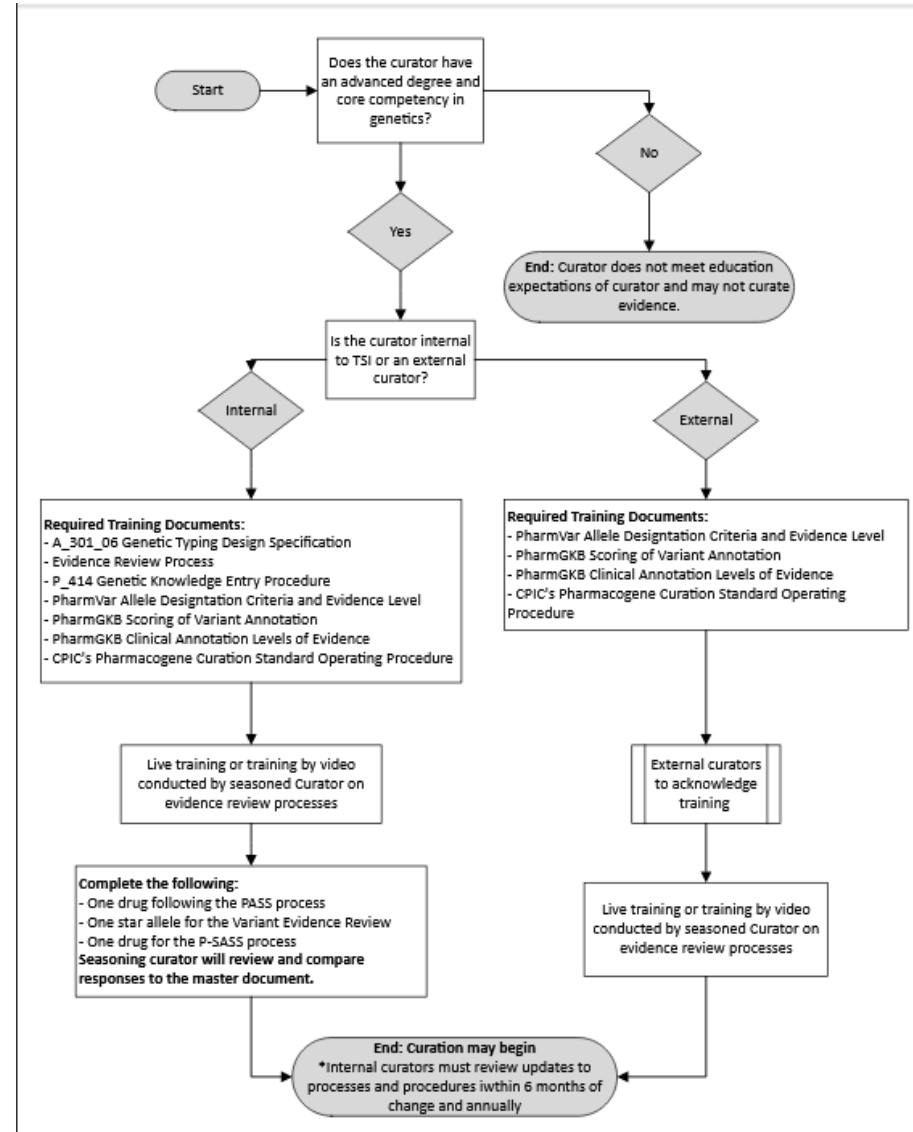 Start
Does the curator have
an advanced degree and
core competency in
genetics?
No
Yes
End: Curator does not meet education
expectations of curator and may not curate
evidence.
Is the curator internal
to TSI or an external
curator?
Internal
External
Required Training Documents:
- A_301_06 Genetic Typing Design Specification
- Evidence Review Process
- P_414 Genetic Knowledge Entry Procedure
- PharmVar Allele Designtation Criteria and Evidence Level
- PharmGKB Scoring of Variant Annotation
- PharmGKB Clinical Annotation Levels of Evidence
- CPIC's Pharmacogene Curation Standard Operating Procedure
Required Training Documents:
- PharmVar Allele Designtation Criteria and Evidence Level
- PharmGKB Scoring of Variant Annotation
- PharmGKB Clinical Annotation Levels of Evidence
- CPIC's Pharmacogene Curation Standard Operating
Procedure
Live training or training by video
conducted by seasoned Curator on
evidence review processes
External curators
to acknowledge
training
Complete the following:
- One drug following the PASS process
- One star allele for the Variant Evidence Review
- One drug for the P-SASS process
Seasoning curator will review and compare
responses to the master document.
Live training or training by video
conducted by seasoned Curator on
evidence review processes
End: Curation may begin
*Internal curators must review updates to
processes and procedures iwthin 6 months of
change and annually